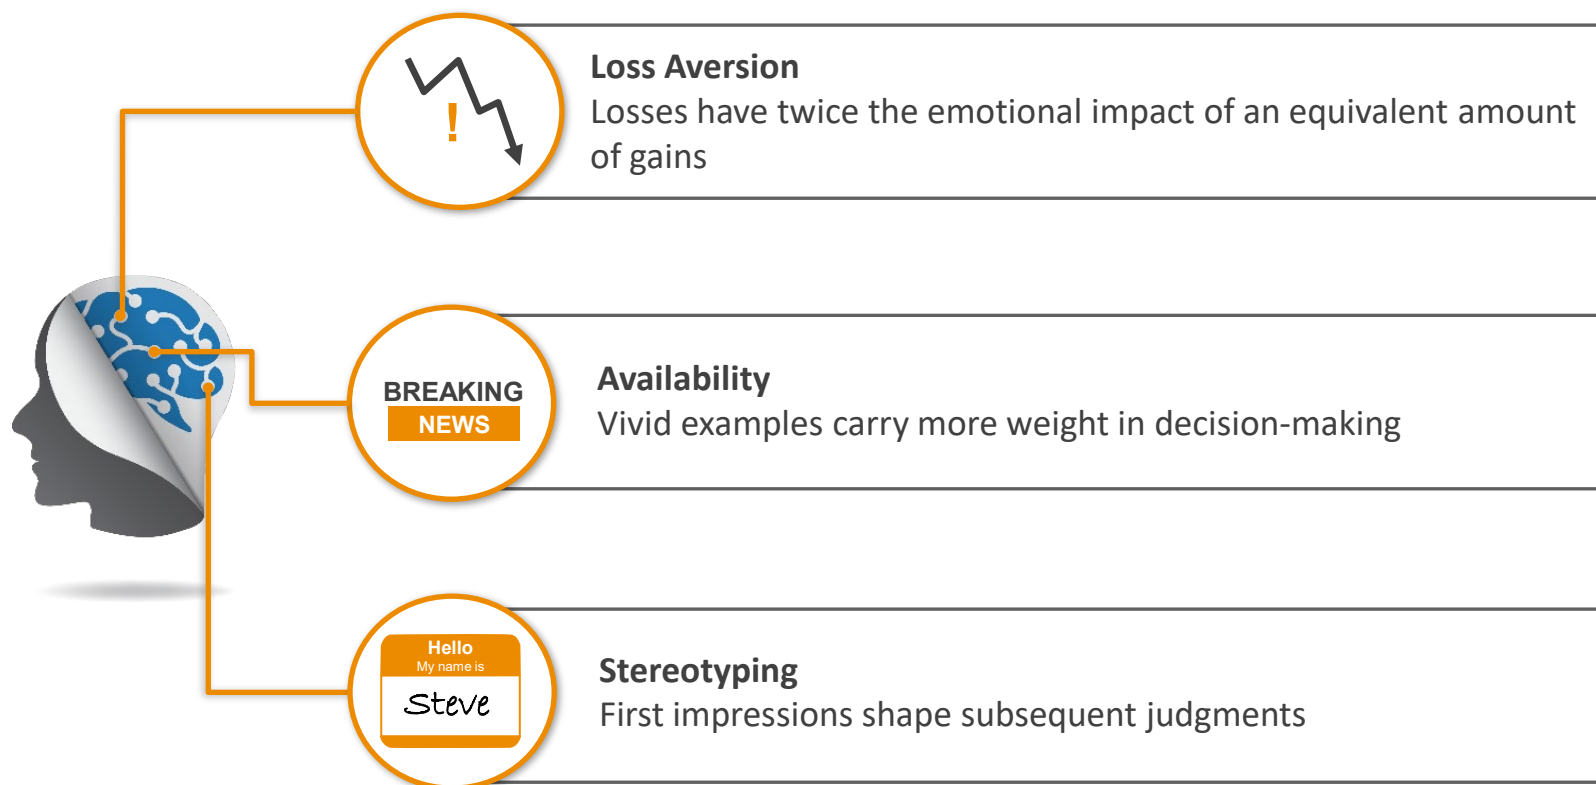 !
Loss Aversion
Losses have twice the emotional impact of an equivalent amount
of gains
BREAKING
NEWS
Availability
Vivid examples carry more weight in decision-making
Hello
My name is
Steve
Stereotyping
First impressions shape subsequent judgments